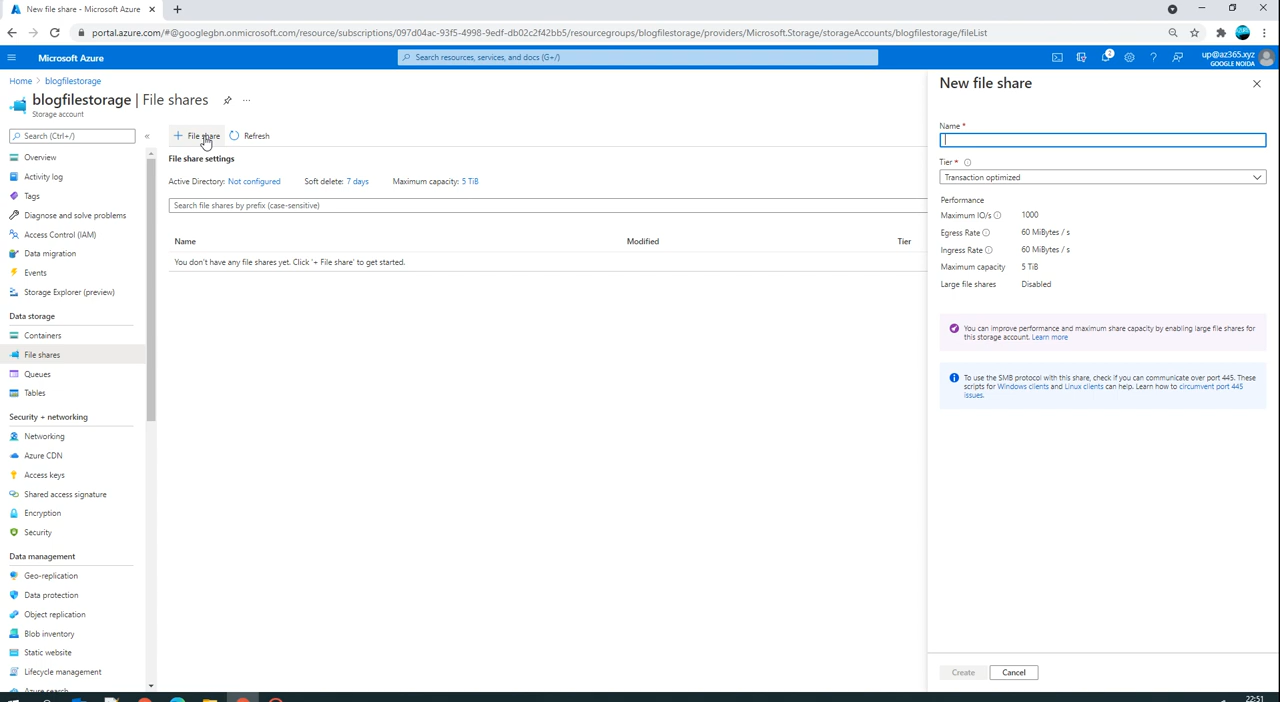 New file share - Microsoft Azure
portal.azure.com/#@googlegbn.onmicrosoft.com/resource/subscriptions/097d04ac-93f5-4998-9edf-db02c2f42bb5/resourcegroups/blogfilestorage/providers/Microsoft.Storage/storageAccounts/blogfilestorage/fileList
Microsoft Azure
Search resources, services, and docs (G+/)
2
up@az365.xyz
GOOGLE NOIDA
Home > blogfilestorage
blogfilestorage | File shares
Storage account
Search (Ctrl+/)
Overview
Activity log
Tags
Diagnose and solve problems
Access Control (IAM)
Data migration
Events
Storage Explorer (preview)
Data storage
Containers
File shares
Queues
Tables
Security + networking
Networking
Azure CDN
Access keys
Shared access signature
Encryption
Security
Data management
Geo-replication
Data protection
Object replication
Blob inventory
Static website
Lifecycle management
Azure search
+ File share Refresh
File share settings
Active Directory: Not configured Soft delete: 7 days Maximum capacity: 5 TiB
Search file shares by prefix (case-sensitive)
Name Modified Tier
You don't have any file shares yet. Click '+ File share' to get started.
New file share
Name *
Tier *
Transaction optimized
Performance
Maximum IO/s 1000
Egress Rate 60 MiBytes / s
Ingress Rate 60 MiBytes / s
Maximum capacity 5 TiB
Large file shares Disabled
You can improve performance and maximum share capacity by enabling large file shares for
this storage account. Learn more
To use the SMB protocol with this share, check if you can communicate over port 445. These
scripts for Windows clients and Linux clients can help. Learn how to circumvent port 445
issues.
Create Cancel
22:51